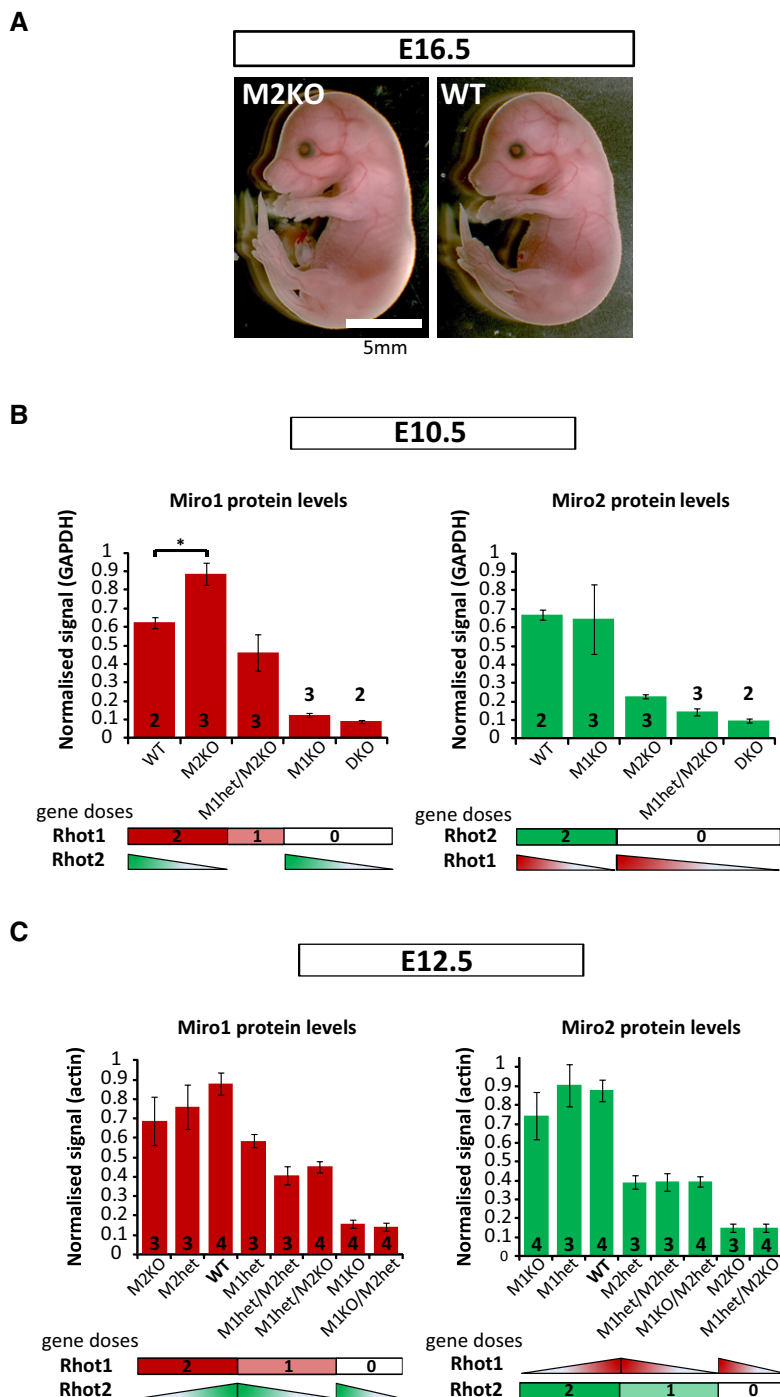 A
E16.5
M2KO
WT
5mm
B
E10.5
Miro1 protein levels
Normalised signal (GAPDH)
1
0.9
0.8
0.7
0.6
0.5
0.4
0.3
0.2
0.1
0
*
2
3
3
3
2
WT
M2KO
M1het/M2KO
M1KO
DKO
gene doses
Rhot1
2
1
0
Rhot2
Miro2 protein levels
Normalised signal (GAPDH)
1
0.9
0.8
0.7
0.6
0.5
0.4
0.3
0.2
0.1
0
2
3
3
3
2
WT
M1KO
M2KO
M1het/M2KO
DKO
gene doses
Rhot2
2
0
Rhot1
C
E12.5
Miro1 protein levels
Normalised signal (actin)
1
0.9
0.8
0.7
0.6
0.5
0.4
0.3
0.2
0.1
0
3
3
4
3
3
4
4
4
M2KO
M2het
WT
M1het
M1het/M2het
M1het/M2KO
M1KO
M1KO/M2het
gene doses
Rhot1
2
1
0
Rhot2
Miro2 protein levels
Normalised signal (actin)
1
0.9
0.8
0.7
0.6
0.5
0.4
0.3
0.2
0.1
0
4
3
4
3
3
4
3
4
M1KO
M1het
WT
M2het
M1het/M2het
M1KO/M2het
M2KO
M1het/M2KO
gene doses
Rhot1
Rhot2
2
1
0